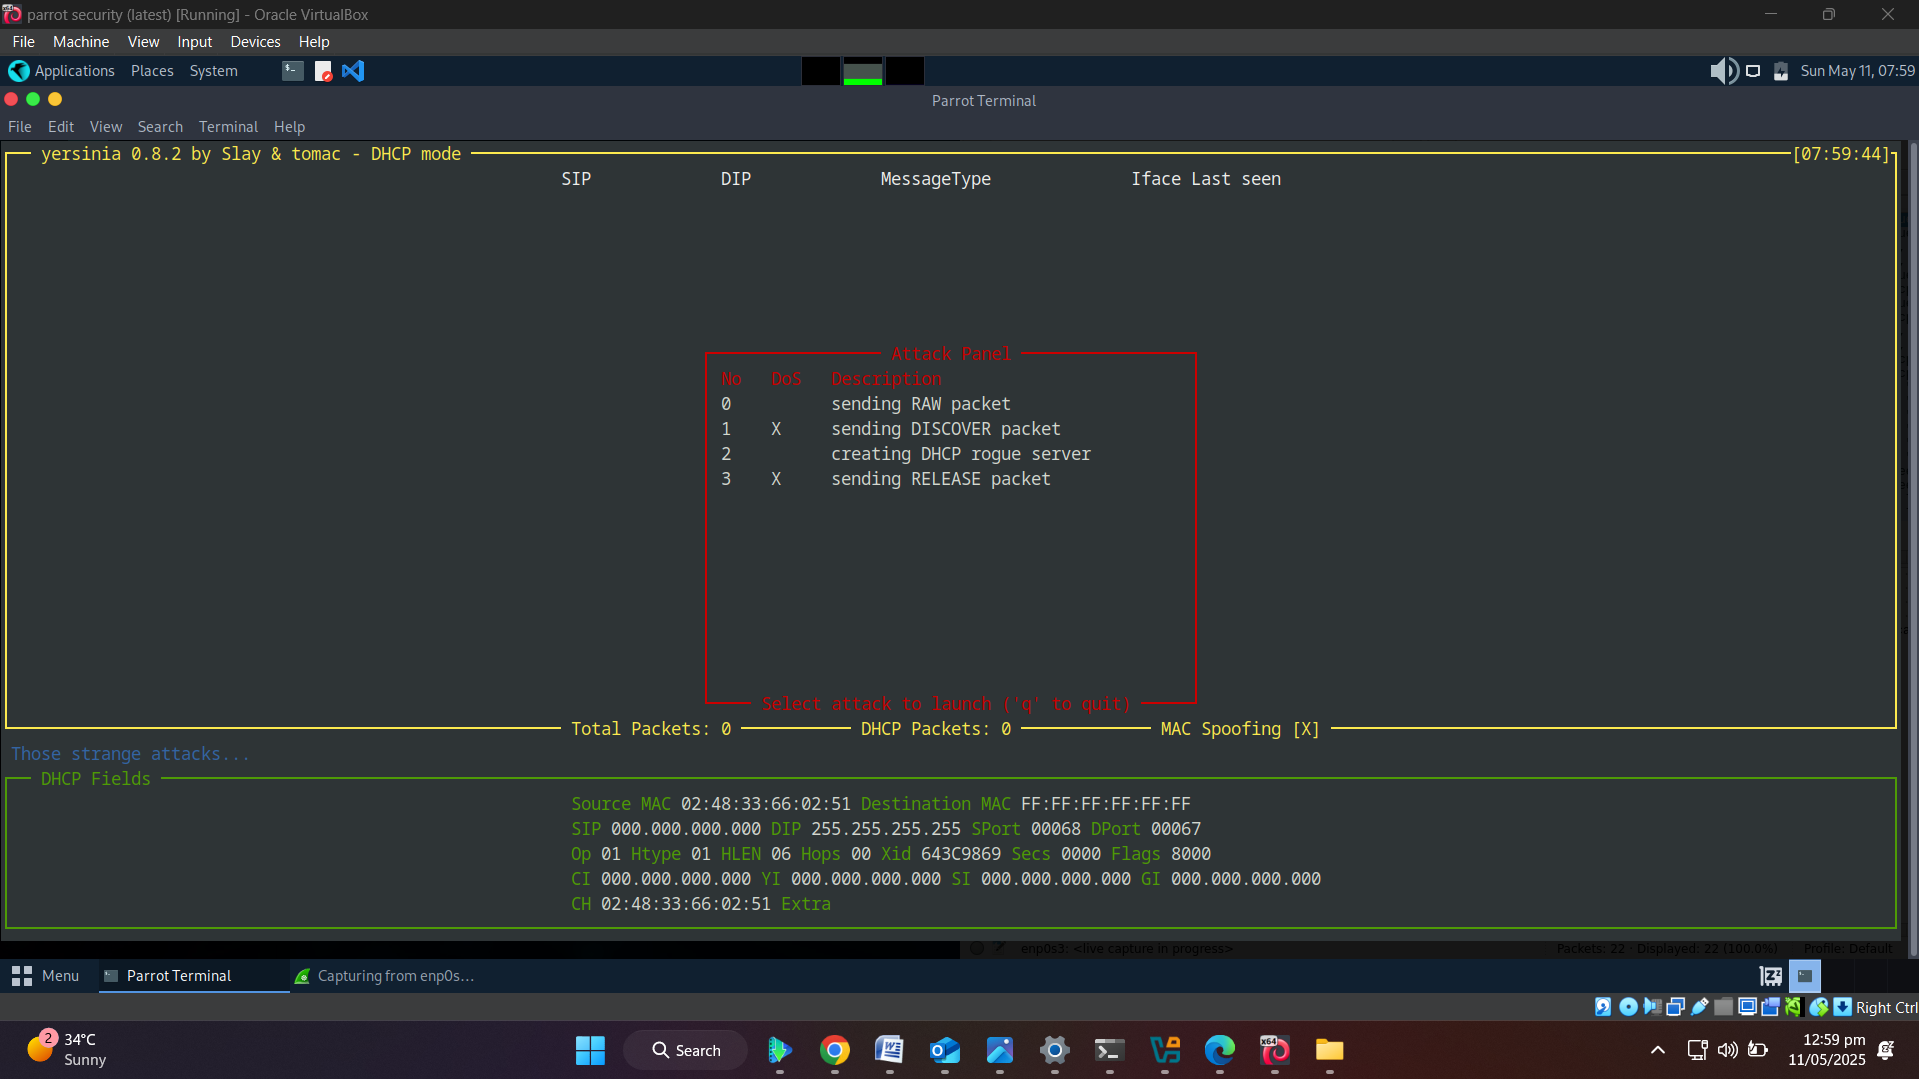 parrot security (latest) [Running] - Oracle VirtualBox
File Machine View Input Devices Help
Applications Places System
Sun May 11, 07:59
Parrot Terminal
File Edit View Search Terminal Help
yersinia 0.8.2 by Slay & tomac - DHCP mode [07:59:44]
SIP DIP MessageType Iface Last seen
Attack Panel
No DoS Description
0 sending RAW packet
1 X sending DISCOVER packet
2 creating DHCP rogue server
3 X sending RELEASE packet
Select attack to launch ('q' to quit)
Total Packets: 0 DHCP Packets: 0 MAC Spoofing [X]
Those strange attacks...
DHCP Fields
Source MAC 02:48:33:66:02:51 Destination MAC FF:FF:FF:FF:FF:FF
SIP 000.000.000.000 DIP 255.255.255.255 SPort 00068 DPort 00067
Op 01 Htype 01 HLEN 06 Hops 00 Xid 643C9869 Secs 0000 Flags 8000
CI 000.000.000.000 YI 000.000.000.000 SI 000.000.000.000 GI 000.000.000.000
CH 02:48:33:66:02:51 Extra
enp0s3: <live capture in progress> Packets: 22 · Displayed: 22 (100.0%) Profile: Default
Menu Parrot Terminal Capturing from enp0s...
Right Ctrl
2
34°C
Sunny
Search
12:59 pm
11/05/2025